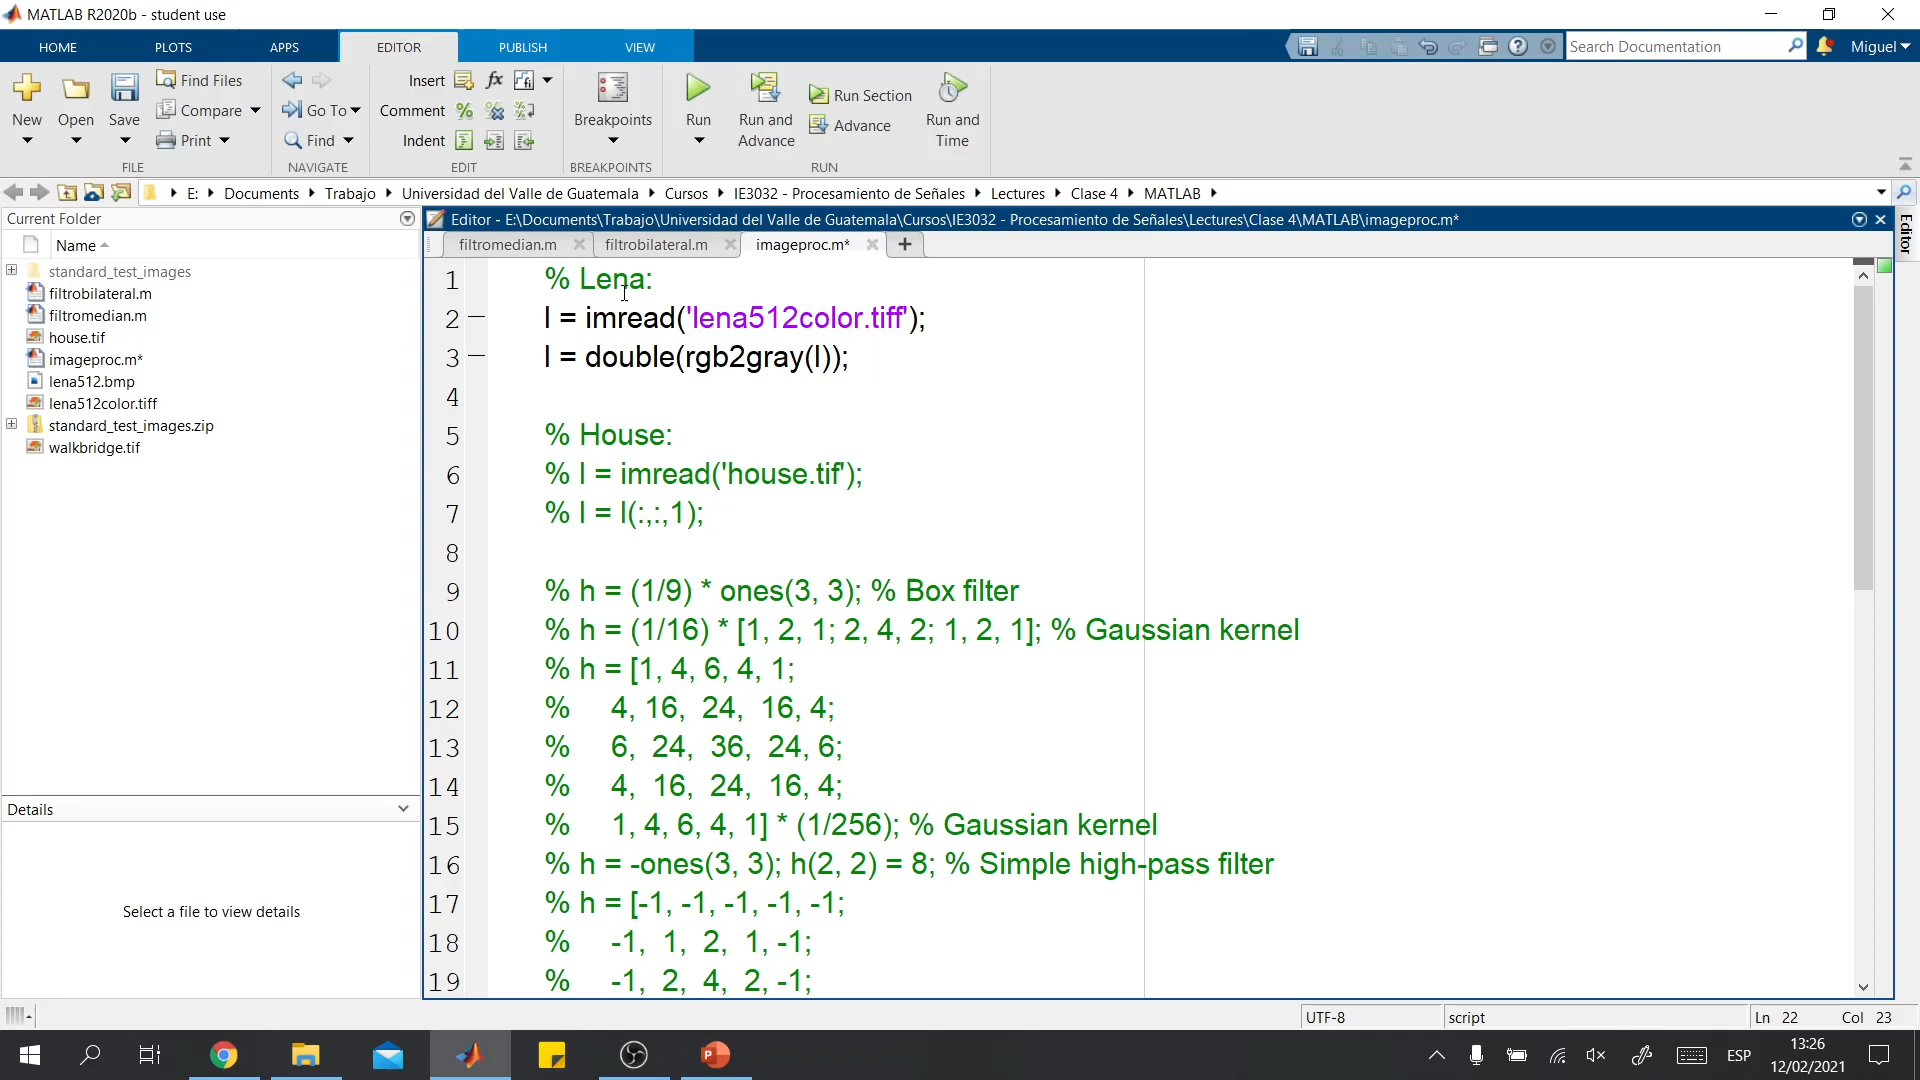 MATLAB R2020b - student use
HOME PLOTS APPS EDITOR PUBLISH VIEW
Search Documentation
Miguel
New Open Save
Find Files
Compare
Print
FILE
Go To
Find
NAVIGATE
Insert
Comment
Indent
EDIT
Breakpoints
BREAKPOINTS
Run
Run and Advance
Run Section
Advance
Run and Time
RUN
E: Documents Trabajo Universidad del Valle de Guatemala Cursos IE3032 - Procesamiento de Señales Lectures Clase 4 MATLAB
Current Folder
Name
standard_test_images
filtrobilateral.m
filtromedian.m
house.tif
imageproc.m*
lena512.bmp
lena512color.tiff
standard_test_images.zip
walkbridge.tif
Details
Select a file to view details
Editor - E:\Documents\Trabajo\Universidad del Valle de Guatemala\Cursos\IE3032 - Procesamiento de Señales\Lectures\Clase 4\MATLAB\imageproc.m*
Editor
filtromedian.m filtrobilateral.m imageproc.m*
1 % Lena:
2 I = imread('lena512color.tiff');
3 I = double(rgb2gray(I));
4
5 % House:
6 % I = imread('house.tif');
7 % I = I(:,:,1);
8
9 % h = (1/9) * ones(3, 3); % Box filter
10 % h = (1/16) * [1, 2, 1; 2, 4, 2; 1, 2, 1]; % Gaussian kernel
11 % h = [1, 4, 6, 4, 1;
12 % 4, 16, 24, 16, 4;
13 % 6, 24, 36, 24, 6;
14 % 4, 16, 24, 16, 4;
15 % 1, 4, 6, 4, 1] * (1/256); % Gaussian kernel
16 % h = -ones(3, 3); h(2, 2) = 8; % Simple high-pass filter
17 % h = [-1, -1, -1, -1, -1;
18 % -1, 1, 2, 1, -1;
19 % -1, 2, 4, 2, -1;
UTF-8 script Ln 22 Col 23
ESP
13:26
12/02/2021